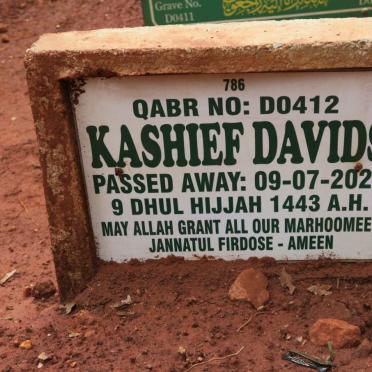 Grave No.
D0411
786
QABR NO: D0412
KASHIEF DAVIDS
PASSED AWAY: 09-07-202
9 DHUL HIJJAH 1443 A.H.
MAY ALLAH GRANT ALL OUR MARHOOMEE
JANNATUL FIRDOSE - AMEEN